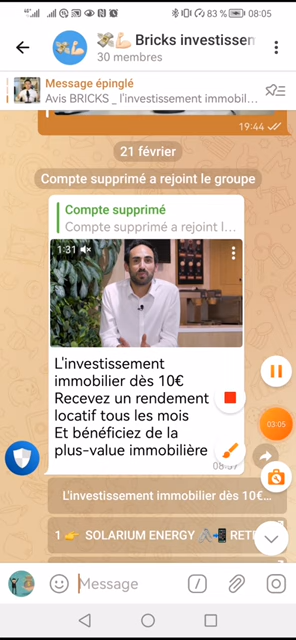 83 % 08:05
💸💪🏻 Bricks investissen
30 membres
Message épinglé
Avis BRICKS _ l'investissement immobil...
19:44
21 février
Compte supprimé a rejoint le groupe
Compte supprimé
Compte supprimé a rejoint l...
1:31
L'investissement
immobilier dès 10€
Recevez un rendement
locatif tous les mois
Et bénéficiez de la
plus-value immobilière
03:05
L'investissement immobilier dès 10€...
1 👉 SOLARIUM ENERGY
Message